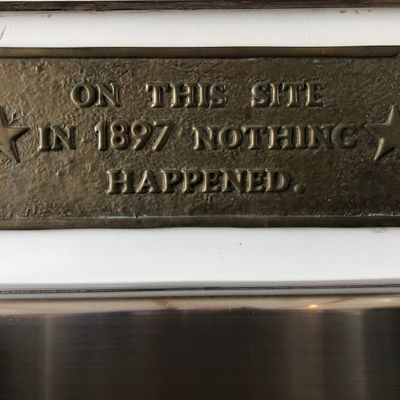 ON THIS SITE
IN 1897 NOTHING
HAPPENED.